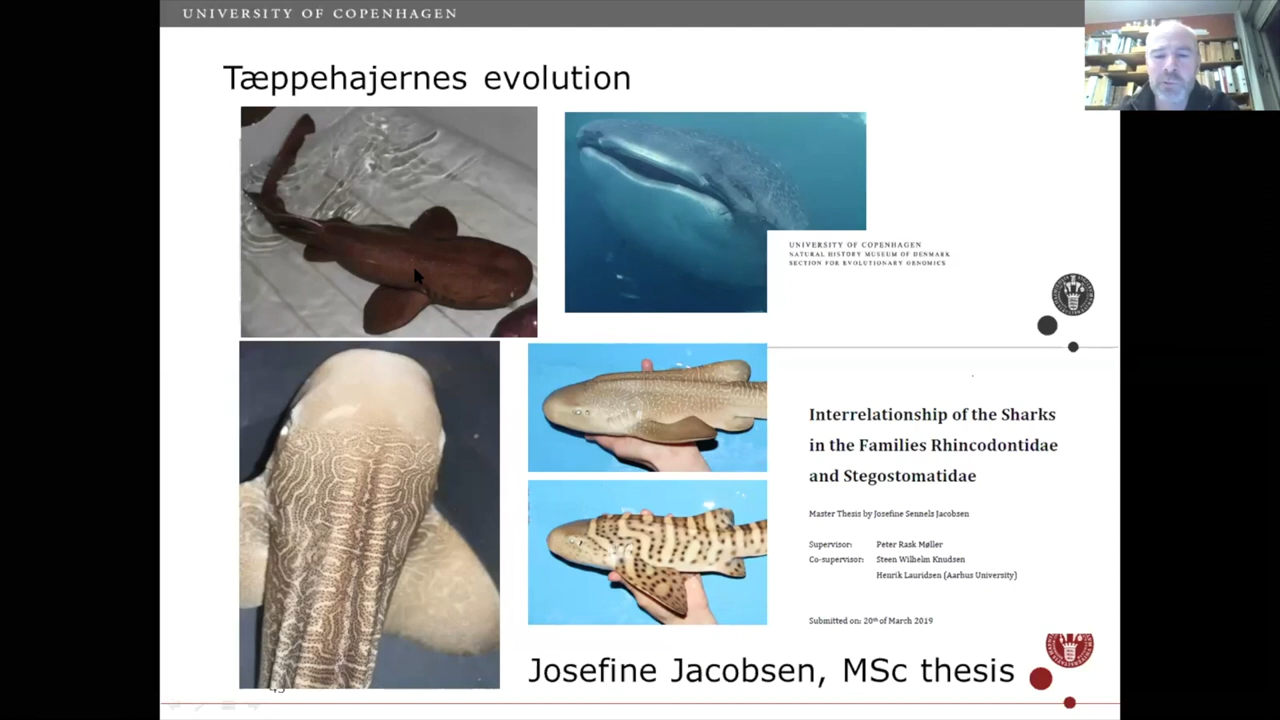 UNIVERSITY OF COPENHAGEN
Tæppehajernes evolution
UNIVERSITY OF COPENHAGEN
NATURAL HISTORY MUSEUM OF DENMARK
SECTION FOR EVOLUTIONARY GENOMICS
Interrelationship of the Sharks
in the Families Rhincodontidae
and Stegostomatidae
Master Thesis by Josefine Sennels Jacobsen
Supervisor: Peter Rask Møller
Co-supervisor: Steen Wilhelm Knudsen
Henrik Lauridsen (Aarhus University)
Submitted on: 20th of March 2019
Josefine Jacobsen, MSc thesis